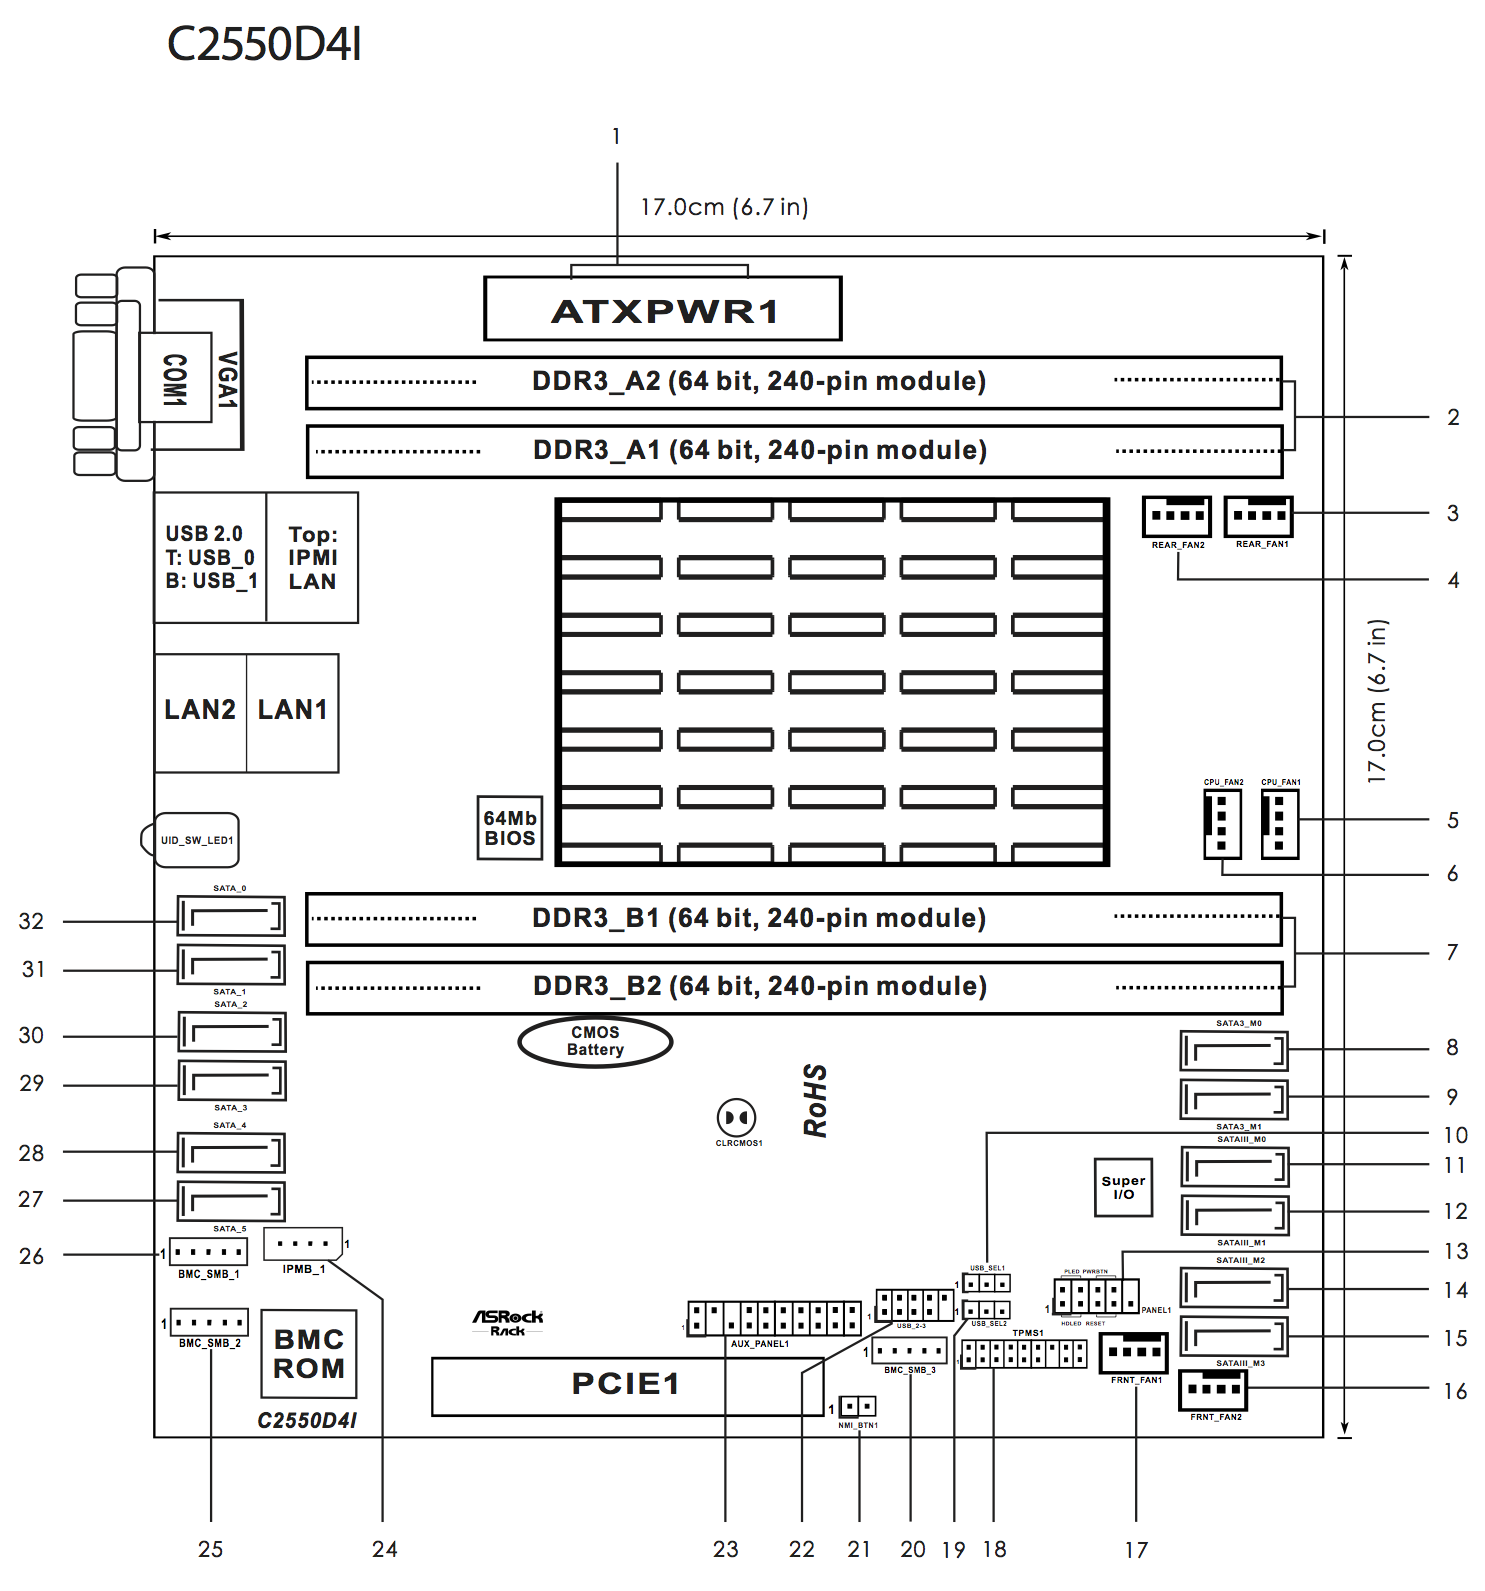 C2550D4I
1
17.0cm (6.7 in)
ATXPWR1
VGA1
COM1
DDR3_A2 (64 bit, 240-pin module)
2
DDR3_A1 (64 bit, 240-pin module)
USB 2.0
T: USB_0
B: USB_1
Top:
IPMI
LAN
REAR_FAN2
REAR_FAN1
3
4
17.0cm (6.7 in)
LAN2
LAN1
CPU_FAN2
CPU_FAN1
5
6
64Mb
BIOS
UID_SW_LED1
SATA_0
32
DDR3_B1 (64 bit, 240-pin module)
7
31
SATA_1
DDR3_B2 (64 bit, 240-pin module)
SATA_2
30
CMOS
Battery
SATA3_M0
8
29
SATA_3
RoHS
CLRCMOS1
9
SATA3_M1
10
SATA_4
28
SATAIII_M0
11
Super
I/O
27
SATA_5
12
SATAIII_M1
13
26
1
BMC_SMB_1
1
IPMB_1
USB_SEL1
1
PLED PWRBTN
SATAIII_M2
14
1
PANEL1
HDLED RESET
1
BMC_SMB_2
BMC
ROM
C2550D4I
ASRock
Rack
1
AUX_PANEL1
1
USB_2-3
1
USB_SEL2
TPMS1
1
15
SATAIII_M3
1
BMC_SMB_3
PCIE1
FRNT_FAN1
16
FRNT_FAN2
1
NMI_BTN1
25
24
23
22
21
20
19
18
17